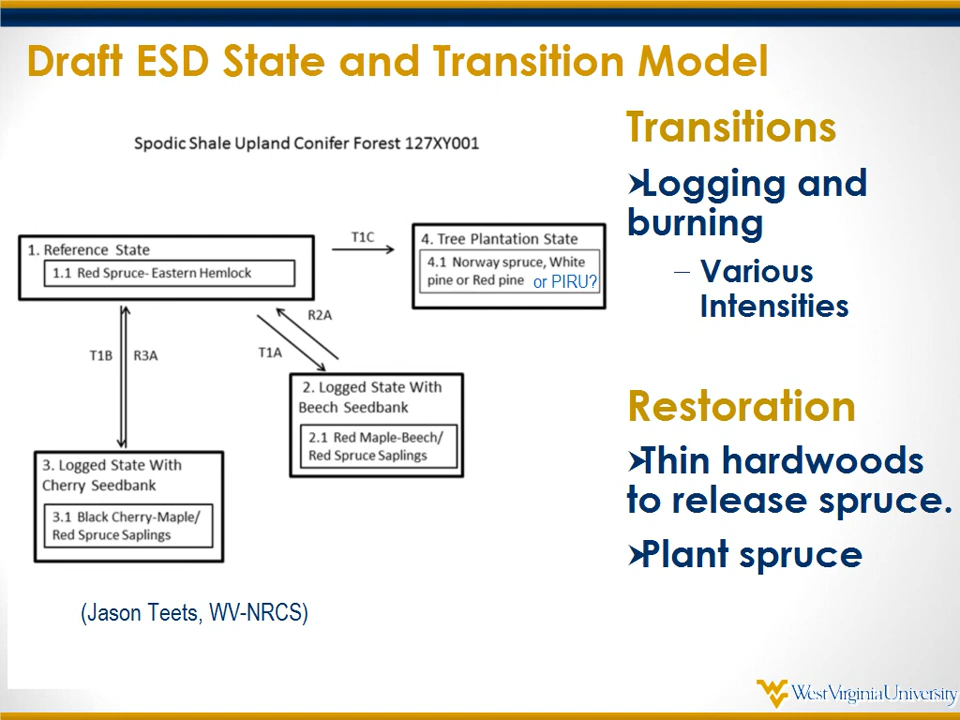 Draft ESD State and Transition Model
Spodic Shale Upland Conifer Forest 127XY001
1. Reference State
1.1 Red Spruce- Eastern Hemlock
T1C
4. Tree Plantation State
4.1 Norway spruce, White
pine or Red pine or PIRU?
T1B
R3A
T1A
R2A
2. Logged State With
Beech Seedbank
2.1 Red Maple-Beech/
Red Spruce Saplings
3. Logged State With
Cherry Seedbank
3.1 Black Cherry-Maple/
Red Spruce Saplings
(Jason Teets, WV-NRCS)
Transitions
➤Logging and
burning
– Various
Intensities
Restoration
➤Thin hardwoods
to release spruce.
➤Plant spruce
WV West Virginia University